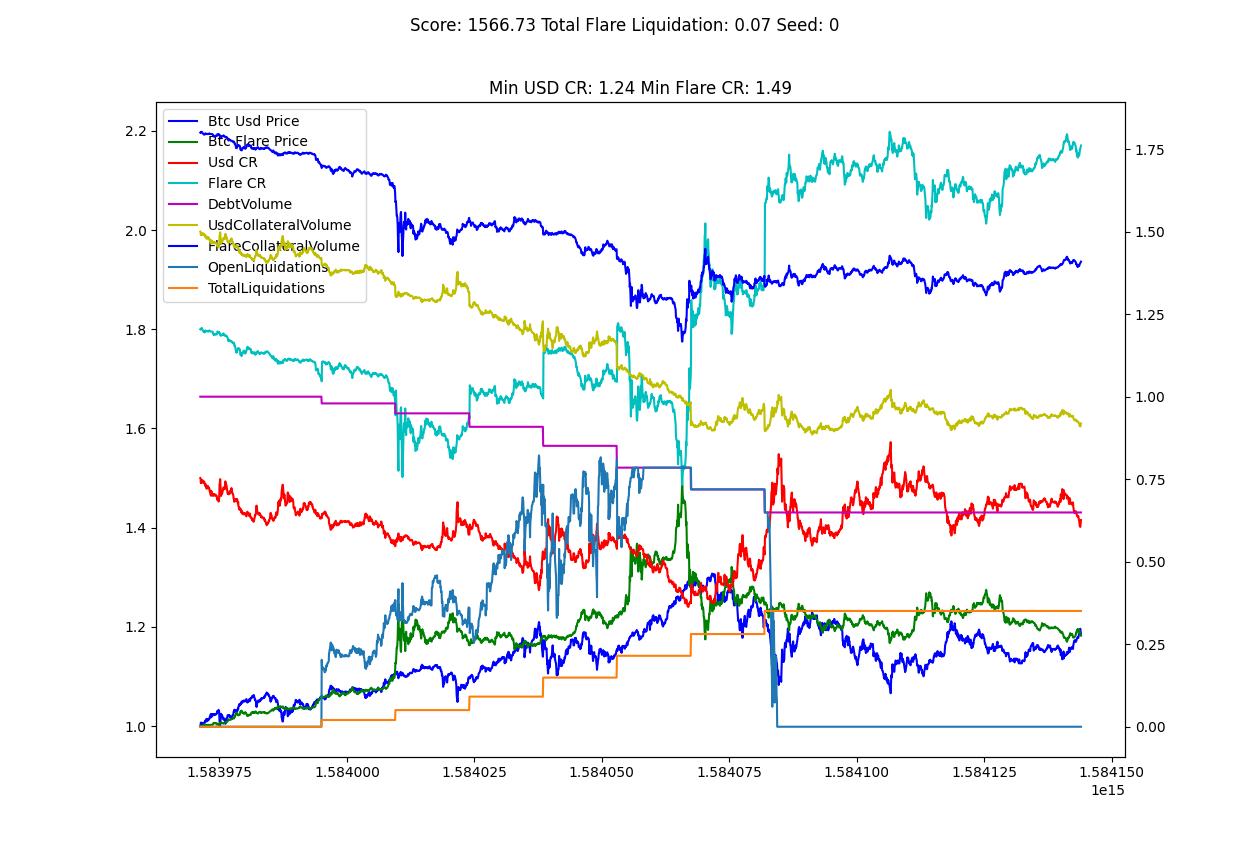 Score: 1566.73 Total Flare Liquidation: 0.07 Seed: 0
Min USD CR: 1.24 Min Flare CR: 1.49
Btc Usd Price
Btc Flare Price
Usd CR
Flare CR
DebtVolume
UsdCollateralVolume
FlareCollateralVolume
OpenLiquidations
TotalLiquidations
2.2
2.0
1.8
1.6
1.4
1.2
1.0
1.75
1.50
1.25
1.00
0.75
0.50
0.25
0.00
1.583975 1.584000 1.584025 1.584050 1.584075 1.584100 1.584125 1.584150
1e15